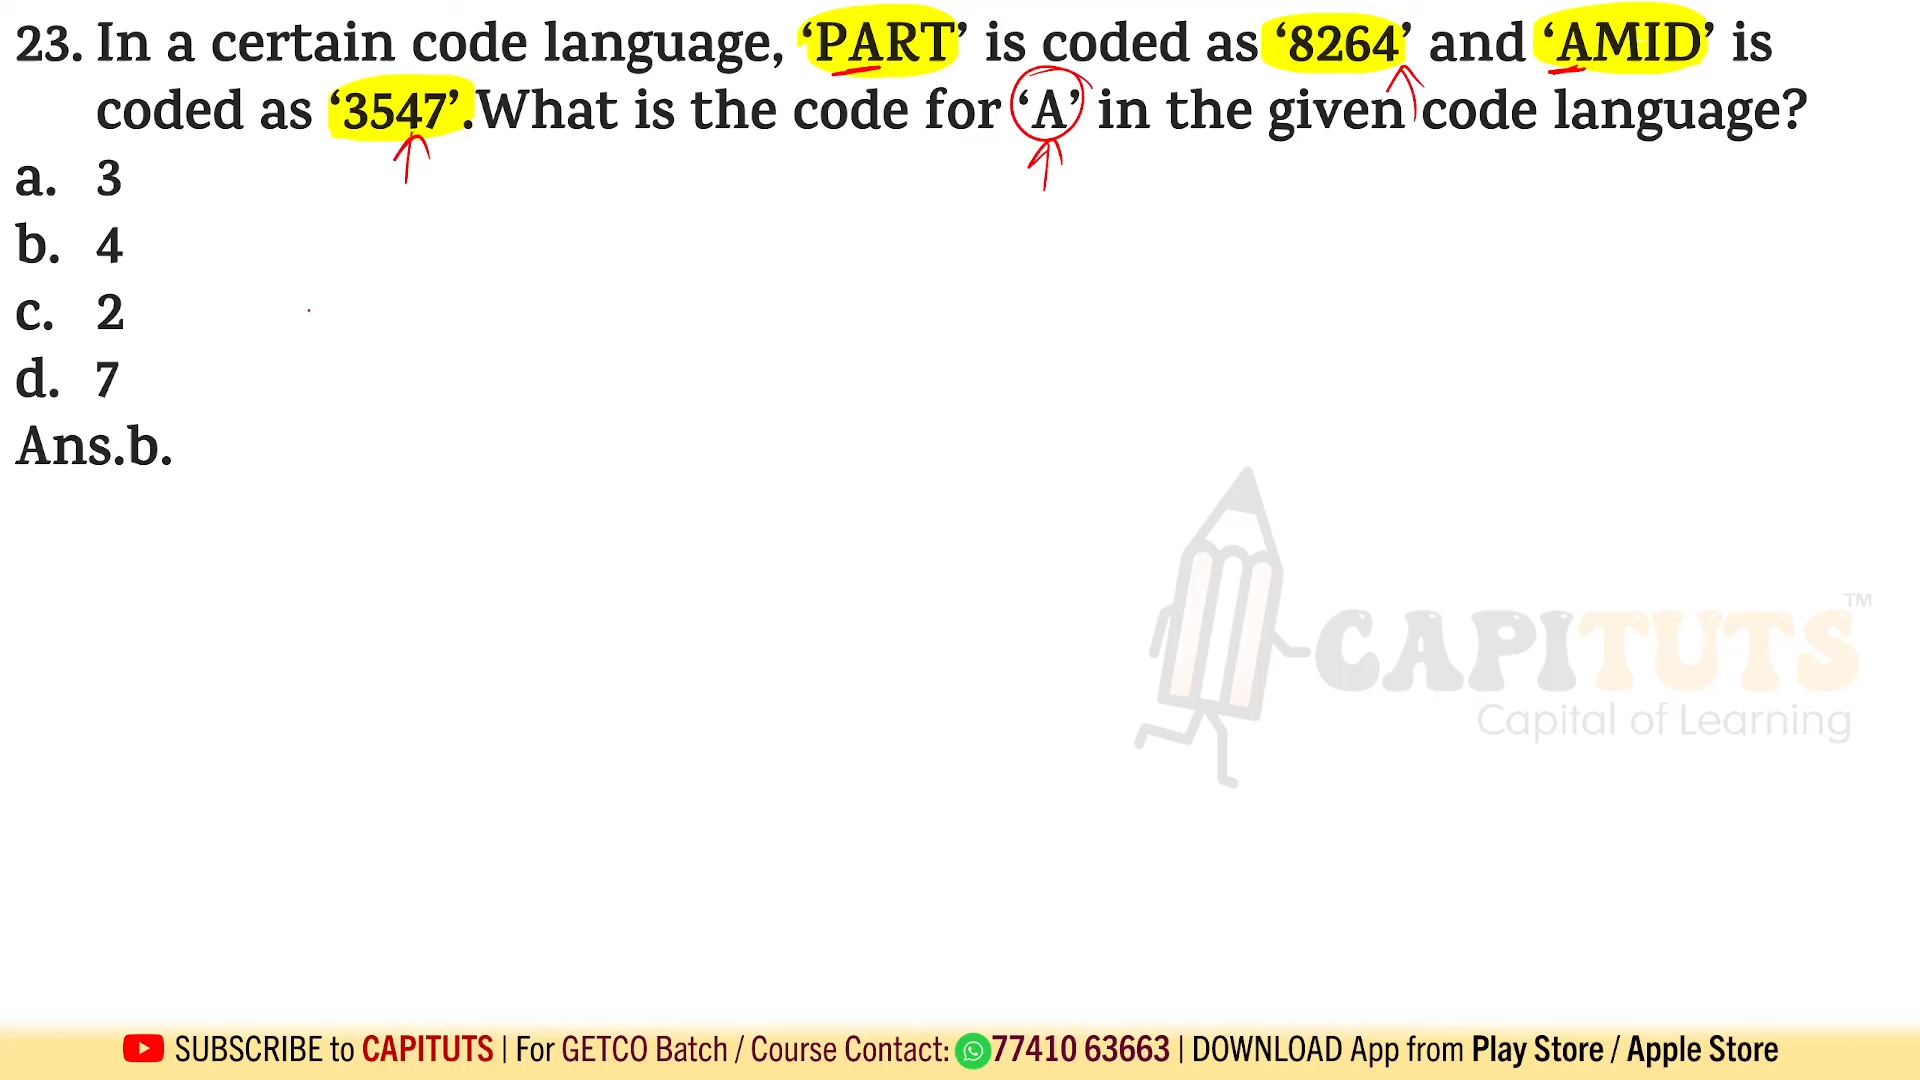 23. In a certain code language, ‘PART’ is coded as ‘8264’ and ‘AMID’ is
coded as ‘3547’.What is the code for ‘A’ in the given code language?
a. 3
b. 4
c. 2
d. 7
Ans.b.
CAPITUTS™
Capital of Learning
SUBSCRIBE to CAPITUTS | For GETCO Batch / Course Contact: 77410 63663 | DOWNLOAD App from Play Store / Apple Store